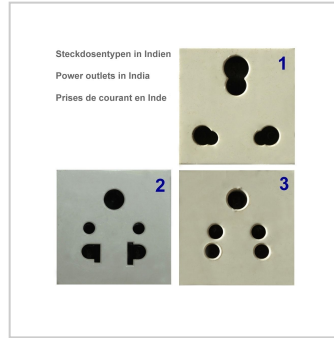 Steckdosentypen in Indien
Power outlets in India
Prises de courant en Inde
1
2
3